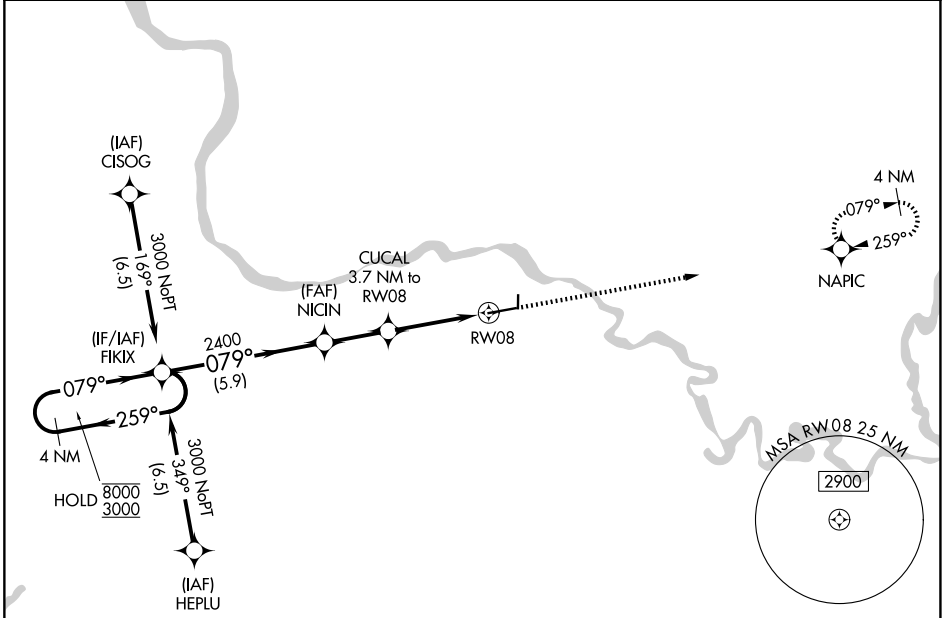 (IAF)
CISOG
3000 NoPT
169°
(6.5)
(IF/IAF)
FIKIX
2400
079°
(5.9)
(FAF)
NICIN
CUCAL
3.7 NM to
RW08
RW08
4 NM
079°
259°
NAPIC
079°
259°
4 NM
HOLD
8000
3000
3000 NoPT
349°
(6.5)
(IAF)
HEPLU
MSA RW08 25 NM
2900